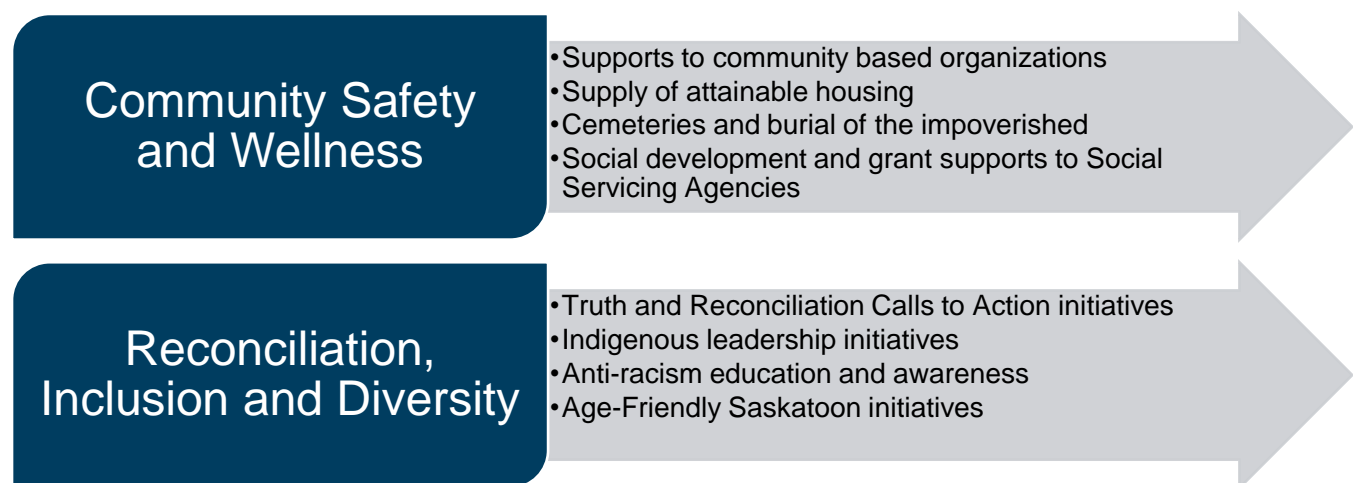 Community Safety
and Wellness
•Supports to community based organizations
•Supply of attainable housing
•Cemeteries and burial of the impoverished
•Social development and grant supports to Social
Servicing Agencies
Reconciliation,
Inclusion and Diversity
•Truth and Reconciliation Calls to Action initiatives
•Indigenous leadership initiatives
•Anti-racism education and awareness
•Age-Friendly Saskatoon initiatives